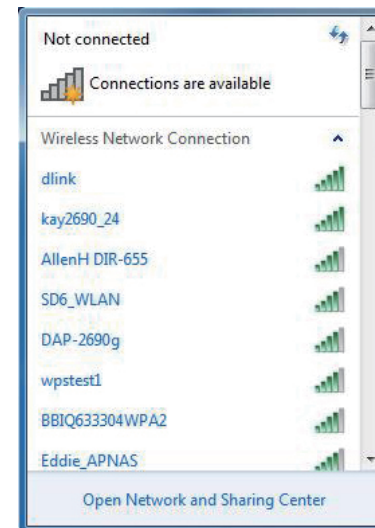 Not connected
Connections are available
Wireless Network Connection
dlink
kay2690_24
AllenH DIR-655
SD6_WLAN
DAP-2690g
wpstest1
BBIQ633304WPA2
Eddie_APNAS
Open Network and Sharing Center